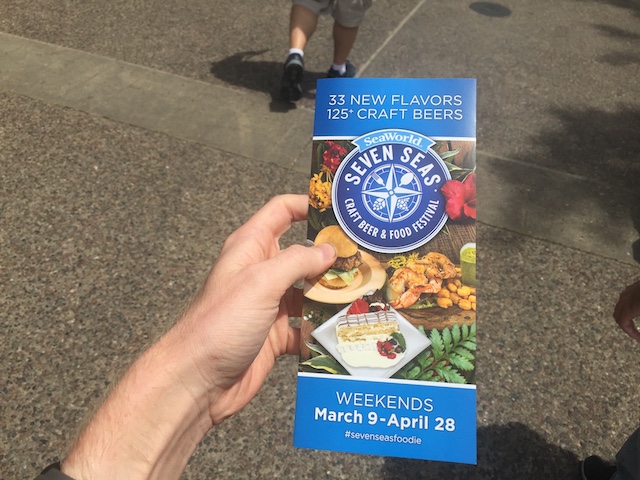 33 NEW FLAVORS
125+ CRAFT BEERS
SeaWorld
SEVEN SEAS
CRAFT BEER & FOOD FESTIVAL
WEEKENDS
March 9-April 28
#sevenseasfoodie